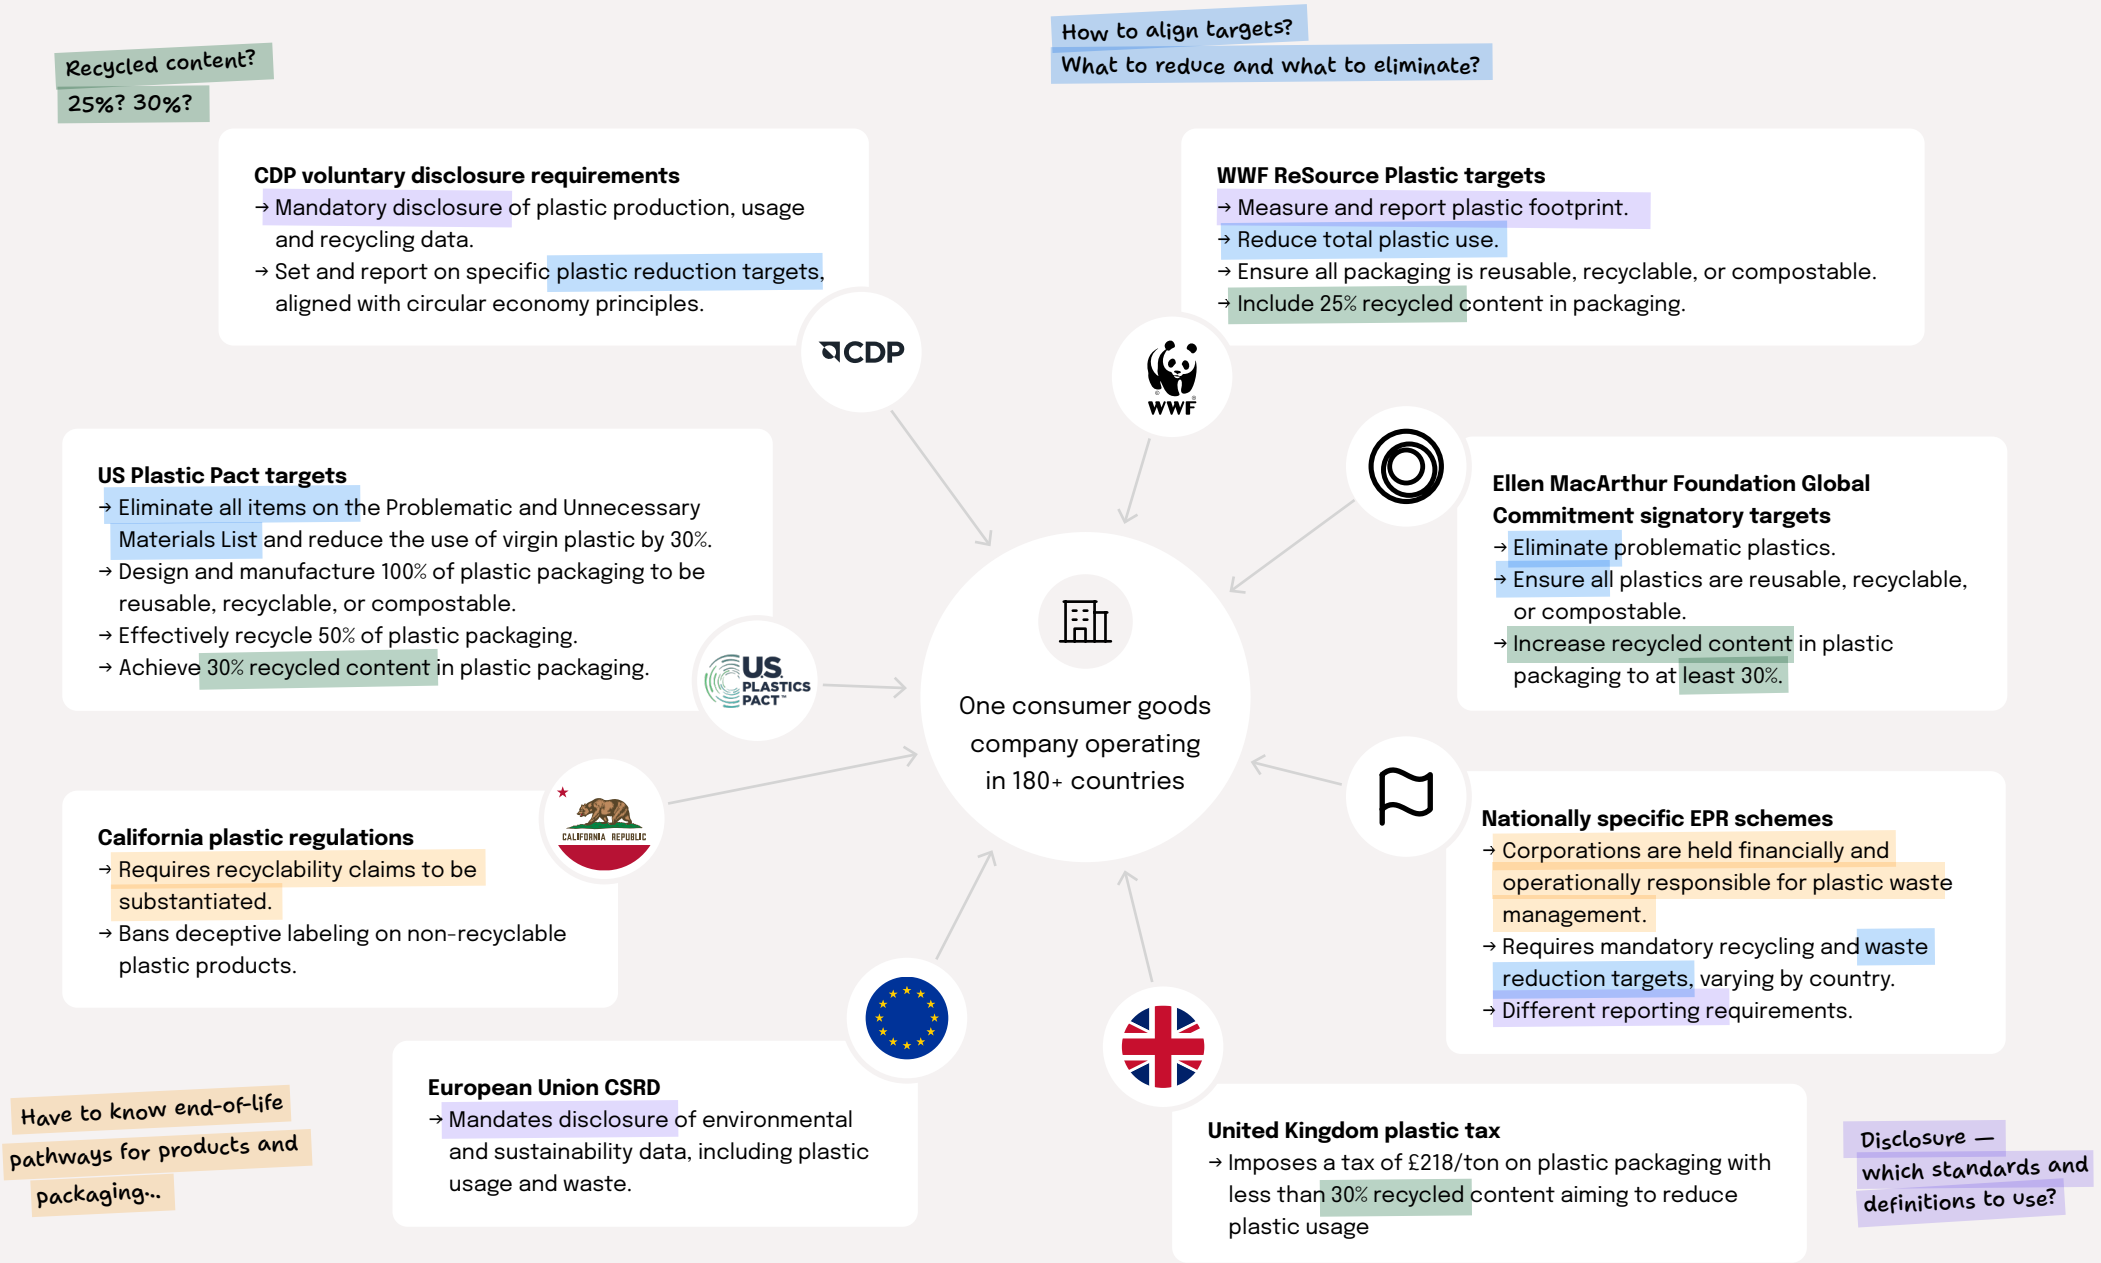 Recycled content?
25%? 30%?
How to align targets?
What to reduce and what to eliminate?
CDP voluntary disclosure requirements
→ Mandatory disclosure of plastic production, usage
and recycling data.
→ Set and report on specific plastic reduction targets,
aligned with circular economy principles.
CDP
WWF ReSource Plastic targets
→ Measure and report plastic footprint.
→ Reduce total plastic use.
→ Ensure all packaging is reusable, recyclable, or compostable.
→ Include 25% recycled content in packaging.
WWF
US Plastic Pact targets
→ Eliminate all items on the Problematic and Unnecessary
Materials List and reduce the use of virgin plastic by 30%.
→ Design and manufacture 100% of plastic packaging to be
reusable, recyclable, or compostable.
→ Effectively recycle 50% of plastic packaging.
→ Achieve 30% recycled content in plastic packaging.
U.S.
PLASTICS
PACT™
Ellen MacArthur Foundation Global
Commitment signatory targets
→ Eliminate problematic plastics.
→ Ensure all plastics are reusable, recyclable,
or compostable.
→ Increase recycled content in plastic
packaging to at least 30%.
One consumer goods
company operating
in 180+ countries
California plastic regulations
→ Requires recyclability claims to be
substantiated.
→ Bans deceptive labeling on non-recyclable
plastic products.
CALIFORNIA REPUBLIC
Nationally specific EPR schemes
→ Corporations are held financially and
operationally responsible for plastic waste
management.
→ Requires mandatory recycling and waste
reduction targets, varying by country.
→ Different reporting requirements.
European Union CSRD
→ Mandates disclosure of environmental
and sustainability data, including plastic
usage and waste.
United Kingdom plastic tax
→ Imposes a tax of £218/ton on plastic packaging with
less than 30% recycled content aiming to reduce
plastic usage
Have to know end-of-life
pathways for products and
packaging...
Disclosure —
which standards and
definitions to use?